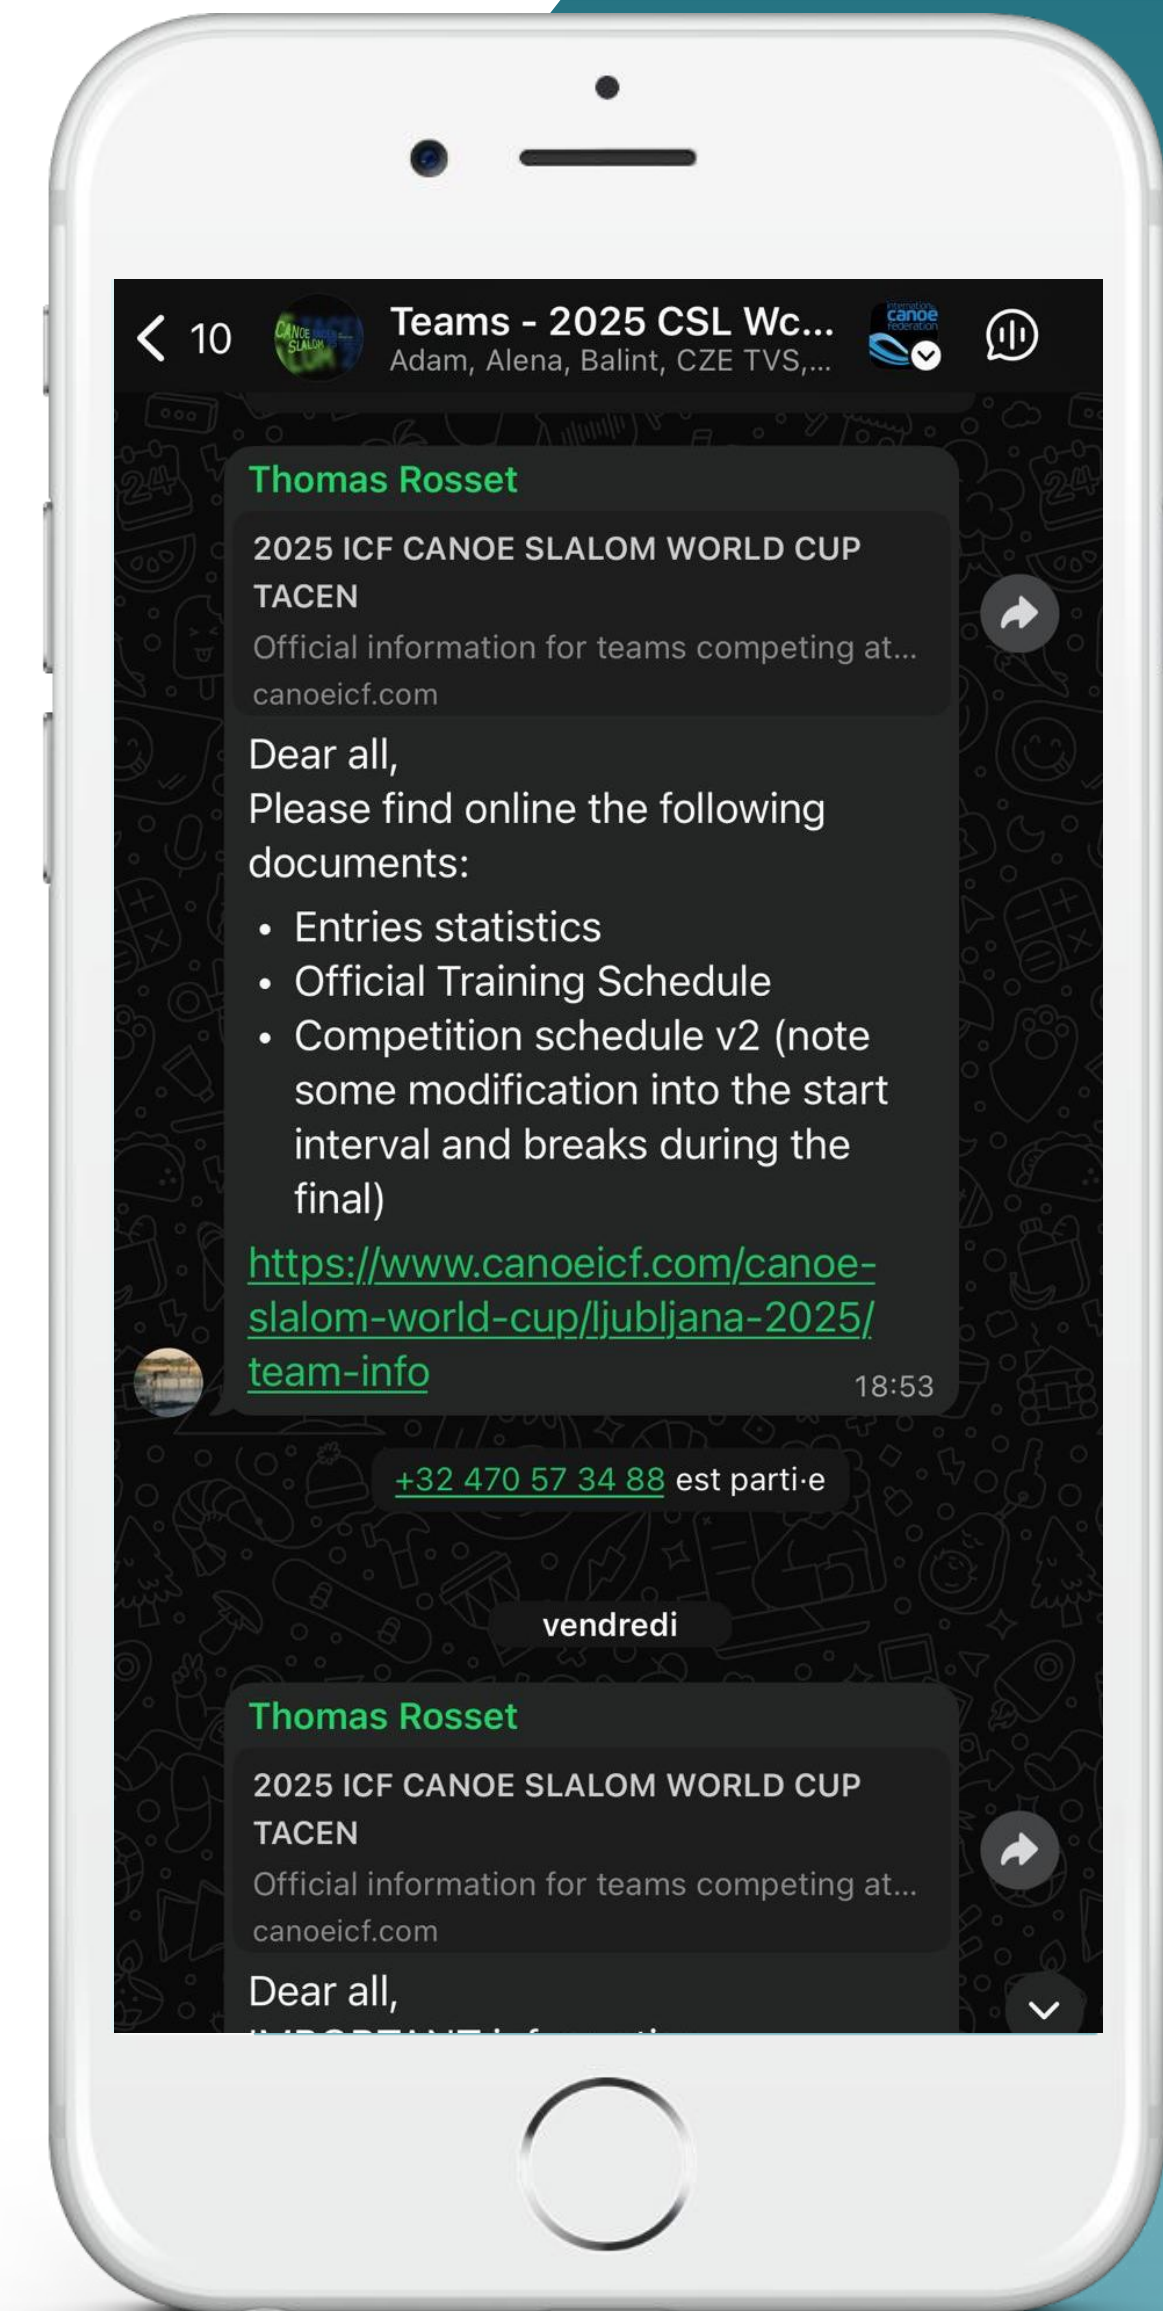 10
Teams - 2025 CSL Wc...
Adam, Alena, Balint, CZE TVS,...
CANOE
SLALOM
canoe
federation
Thomas Rosset
2025 ICF CANOE SLALOM WORLD CUP
TACEN
Official information for teams competing at...
canoeicf.com
Dear all,
Please find online the following
documents:
• Entries statistics
• Official Training Schedule
• Competition schedule v2 (note
some modification into the start
interval and breaks during the
final)
https://www.canoeicf.com/canoe-
slalom-world-cup/ljubljana-2025/
team-info
18:53
+32 470 57 34 88 est parti·e
vendredi
Thomas Rosset
2025 ICF CANOE SLALOM WORLD CUP
TACEN
Official information for teams competing at...
canoeicf.com
Dear all,